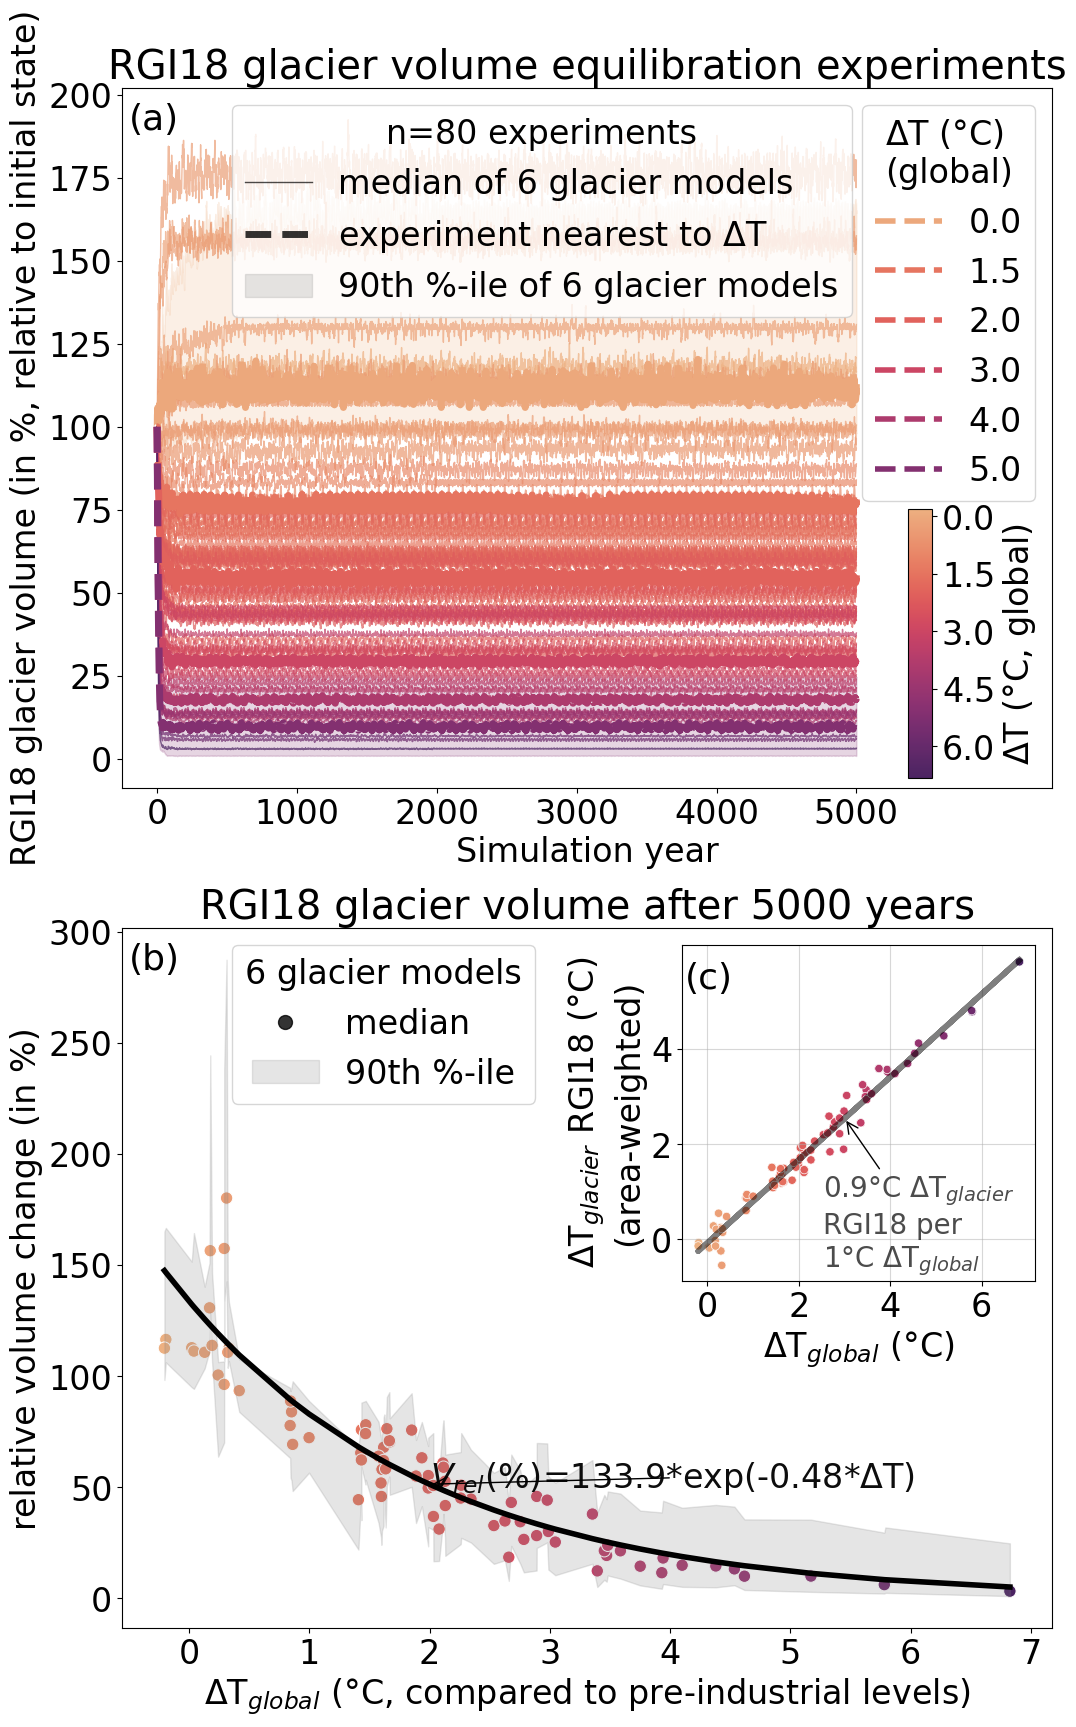 RGI18 glacier volume equilibration experiments
(a)
RGI18 glacier volume (in %, relative to initial state)
200
175
150
125
100
75
50
25
0
n=80 experiments
median of 6 glacier models
experiment nearest to ΔT
90th %-ile of 6 glacier models
ΔT (°C)
(global)
0.0
1.5
2.0
3.0
4.0
5.0
0.0
1.5
3.0
4.5
6.0
ΔT (°C, global)
0 1000 2000 3000 4000 5000
Simulation year
RGI18 glacier volume after 5000 years
(b)
relative volume change (in %)
300
250
200
150
100
50
0
6 glacier models
median
90th %-ile
V_rel(%)=133.9*exp(-0.48*ΔT)
0 1 2 3 4 5 6 7
ΔT_global (°C, compared to pre-industrial levels)
(c)
ΔT_glacier RGI18 (°C)
(area-weighted)
4
2
0
0.9°C ΔT_glacier
RGI18 per
1°C ΔT_global
0 2 4 6
ΔT_global (°C)